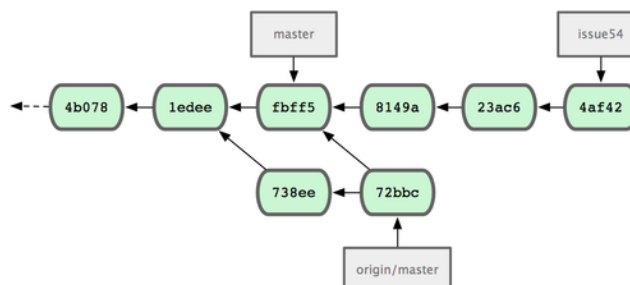 master
issue54
4b078
1edee
fbff5
8149a
23ac6
4af42
738ee
72bbc
origin/master